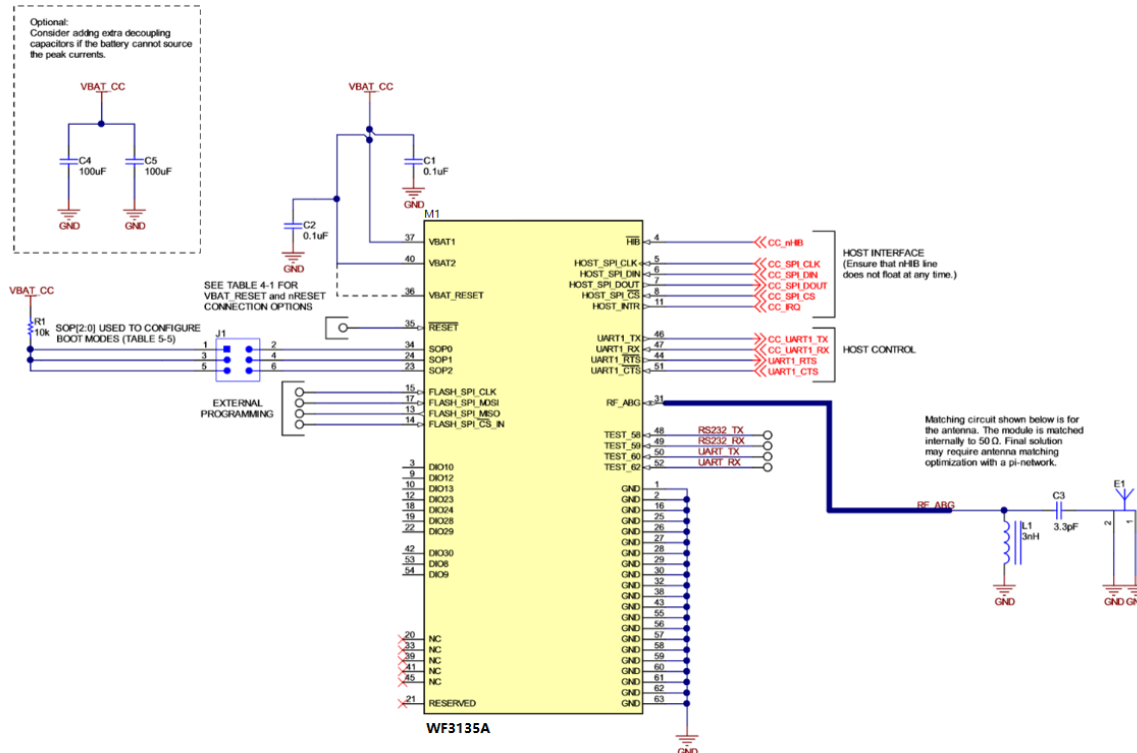 Optional:
Consider adding extra decoupling
capacitors if the battery cannot source
the peak currents.
VBAT_CC
C4
100uF
C5
100uF
GND
GND
VBAT_CC
C1
0.1uF
GND
C2
0.1uF
GND
M1
37 VBAT1
40 VBAT2
36 VBAT_RESET
SEE TABLE 4-1 FOR
VBAT_RESET and nRESET
CONNECTION OPTIONS
35 RESET
VBAT_CC
R1
10k
SOP[2:0] USED TO CONFIGURE
BOOT MODES (TABLE 5-5)
J1
1 2
3 4
5 6
34 SOP0
24 SOP1
23 SOP2
EXTERNAL
PROGRAMMING
15 FLASH_SPI_CLK
17 FLASH_SPI_MOSI
13 FLASH_SPI_MISO
14 FLASH_SPI_CS_IN
3 DIO10
9 DIO12
10 DIO13
12 DIO23
18 DIO24
19 DIO28
22 DIO29
42 DIO30
53 DIO8
54 DIO9
20 NC
33 NC
39 NC
41 NC
45 NC
21 RESERVED
HIB 4 CC_nHIB
HOST_SPI_CLK 5 CC_SPI_CLK
HOST_SPI_DIN 6 CC_SPI_DIN
HOST_SPI_DOUT 7 CC_SPI_DOUT
HOST_SPI_CS 8 CC_SPI_CS
HOST_INTR 11 CC_IRQ
HOST INTERFACE
(Ensure that nHIB line
does not float at any time.)
UART1_TX 46 CC_UART1_TX
UART1_RX 47 CC_UART1_RX
UART1_RTS 44 UART1_RTS
UART1_CTS 51 UART1_CTS
HOST CONTROL
RF_ABG 31
TEST_58 48 RS232_TX
TEST_59 49 RS232_RX
TEST_60 50 UART_TX
TEST_62 52 UART_RX
GND 1
GND 2
GND 16
GND 25
GND 26
GND 27
GND 28
GND 29
GND 30
GND 32
GND 38
GND 43
GND 55
GND 56
GND 57
GND 58
GND 59
GND 60
GND 61
GND 62
GND 63
GND
Matching circuit shown below is for
the antenna. The module is matched
internally to 50 Ω. Final solution
may require antenna matching
optimization with a pi-network.
RF_ABG
C3
3.3pF
L1
3nH
GND
E1
2 1
GND
WF3135A